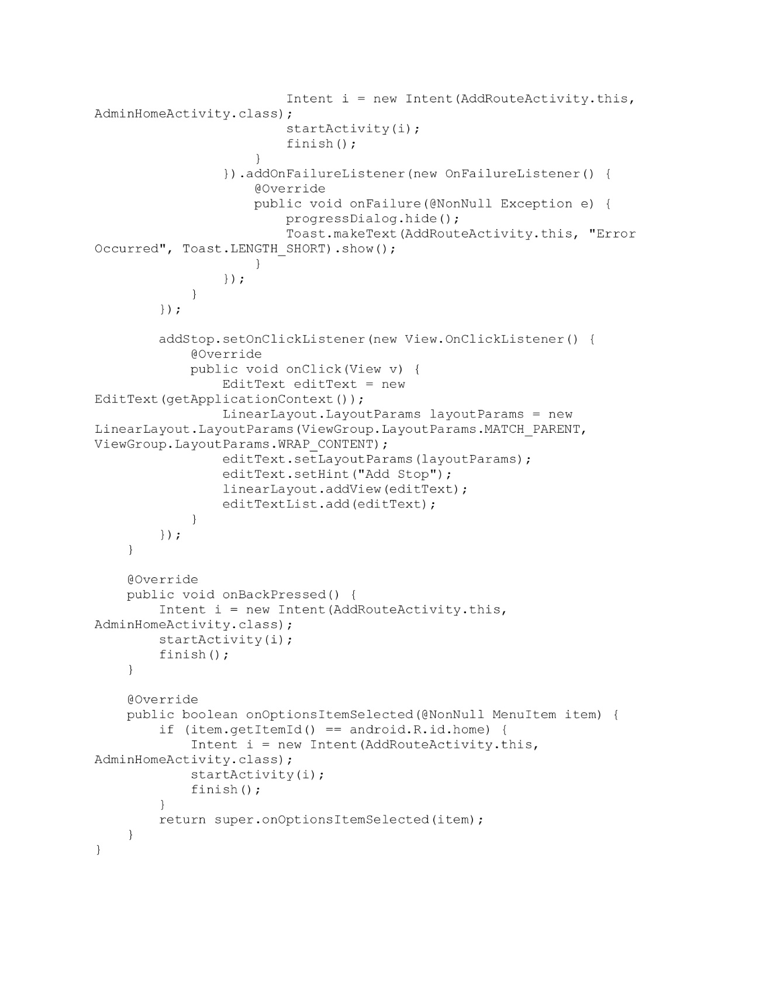 Intent i = new Intent(AddRouteActivity.this,
AdminHomeActivity.class);
startActivity(i);
finish();
}
}).addOnFailureListener(new OnFailureListener() {
@Override
public void onFailure(@NonNull Exception e) {
progressDialog.hide();
Toast.makeText(AddRouteActivity.this, "Error
Occurred", Toast.LENGTH_SHORT).show();
}
});
}
});
addStop.setOnClickListener(new View.OnClickListener() {
@Override
public void onClick(View v) {
EditText editText = new
EditText(getApplicationContext());
LinearLayout.LayoutParams layoutParams = new
LinearLayout.LayoutParams(ViewGroup.LayoutParams.MATCH_PARENT,
ViewGroup.LayoutParams.WRAP_CONTENT);
editText.setLayoutParams(layoutParams);
editText.setHint("Add Stop");
linearLayout.addView(editText);
editTextList.add(editText);
}
});
}
@Override
public void onBackPressed() {
Intent i = new Intent(AddRouteActivity.this,
AdminHomeActivity.class);
startActivity(i);
finish();
}
@Override
public boolean onOptionsItemSelected(@NonNull MenuItem item) {
if (item.getItemId() == android.R.id.home) {
Intent i = new Intent(AddRouteActivity.this,
AdminHomeActivity.class);
startActivity(i);
finish();
}
return super.onOptionsItemSelected(item);
}
}